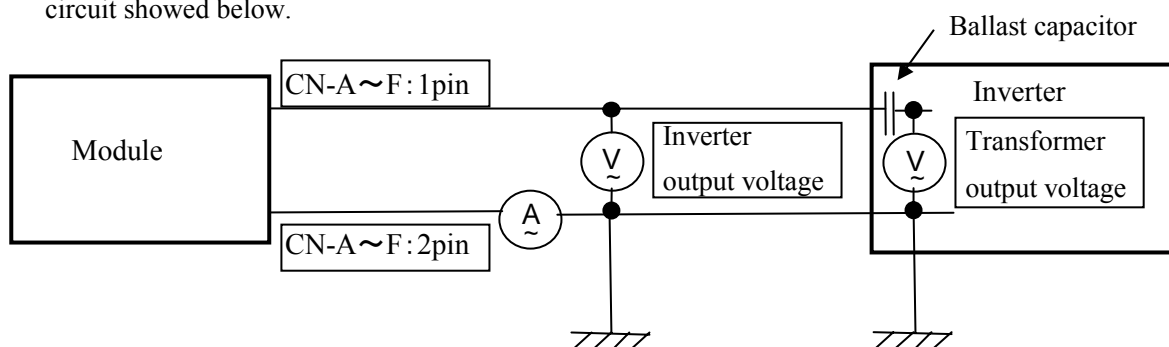 circuit showed below.
Ballast capacitor
CN-A～F:1pin
Inverter
Module
Inverter
output voltage
Transformer
output voltage
V
~
V
~
A
~
CN-A～F:2pin